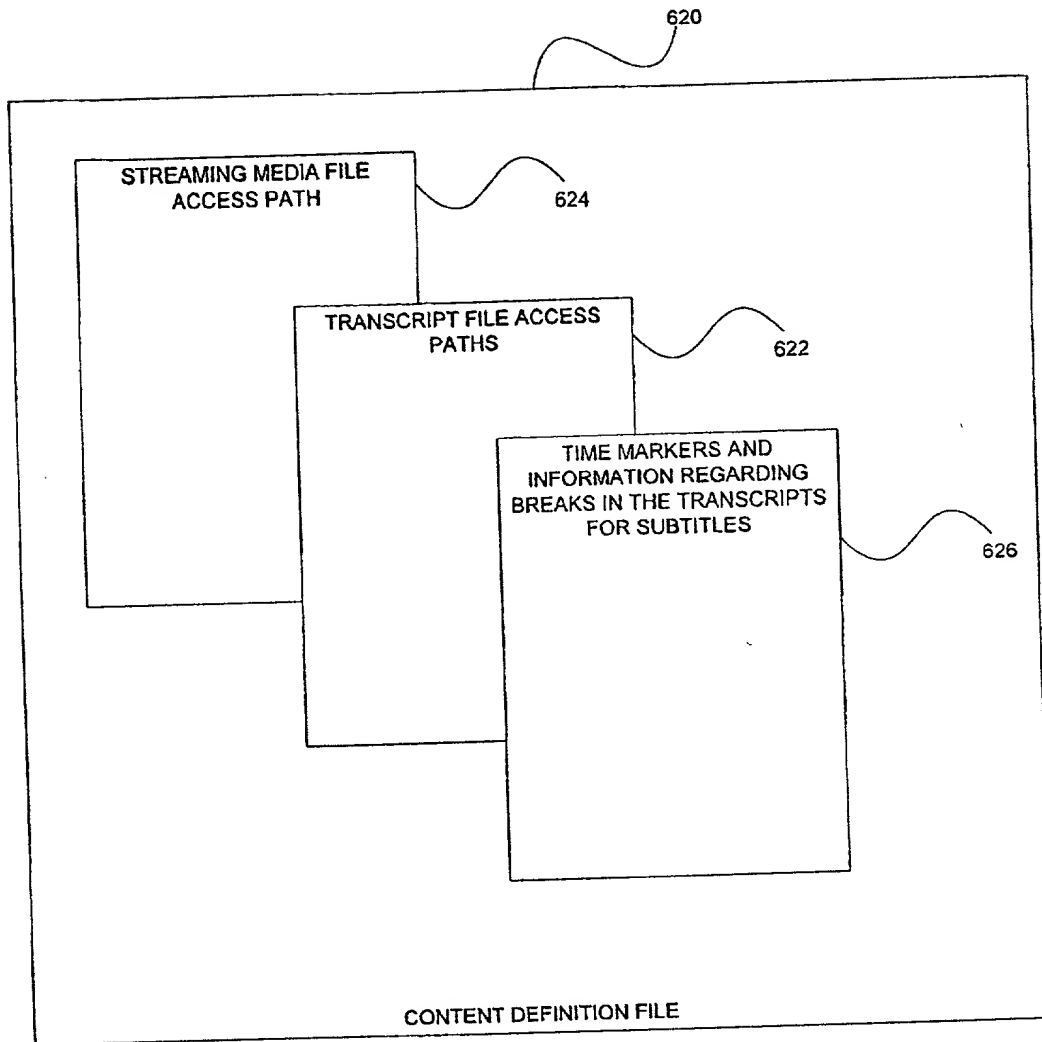 620
STREAMING MEDIA FILE
ACCESS PATH
624
TRANSCRIPT FILE ACCESS
PATHS
622
TIME MARKERS AND
INFORMATION REGARDING
BREAKS IN THE TRANSCRIPTS
FOR SUBTITLES
626
CONTENT DEFINITION FILE